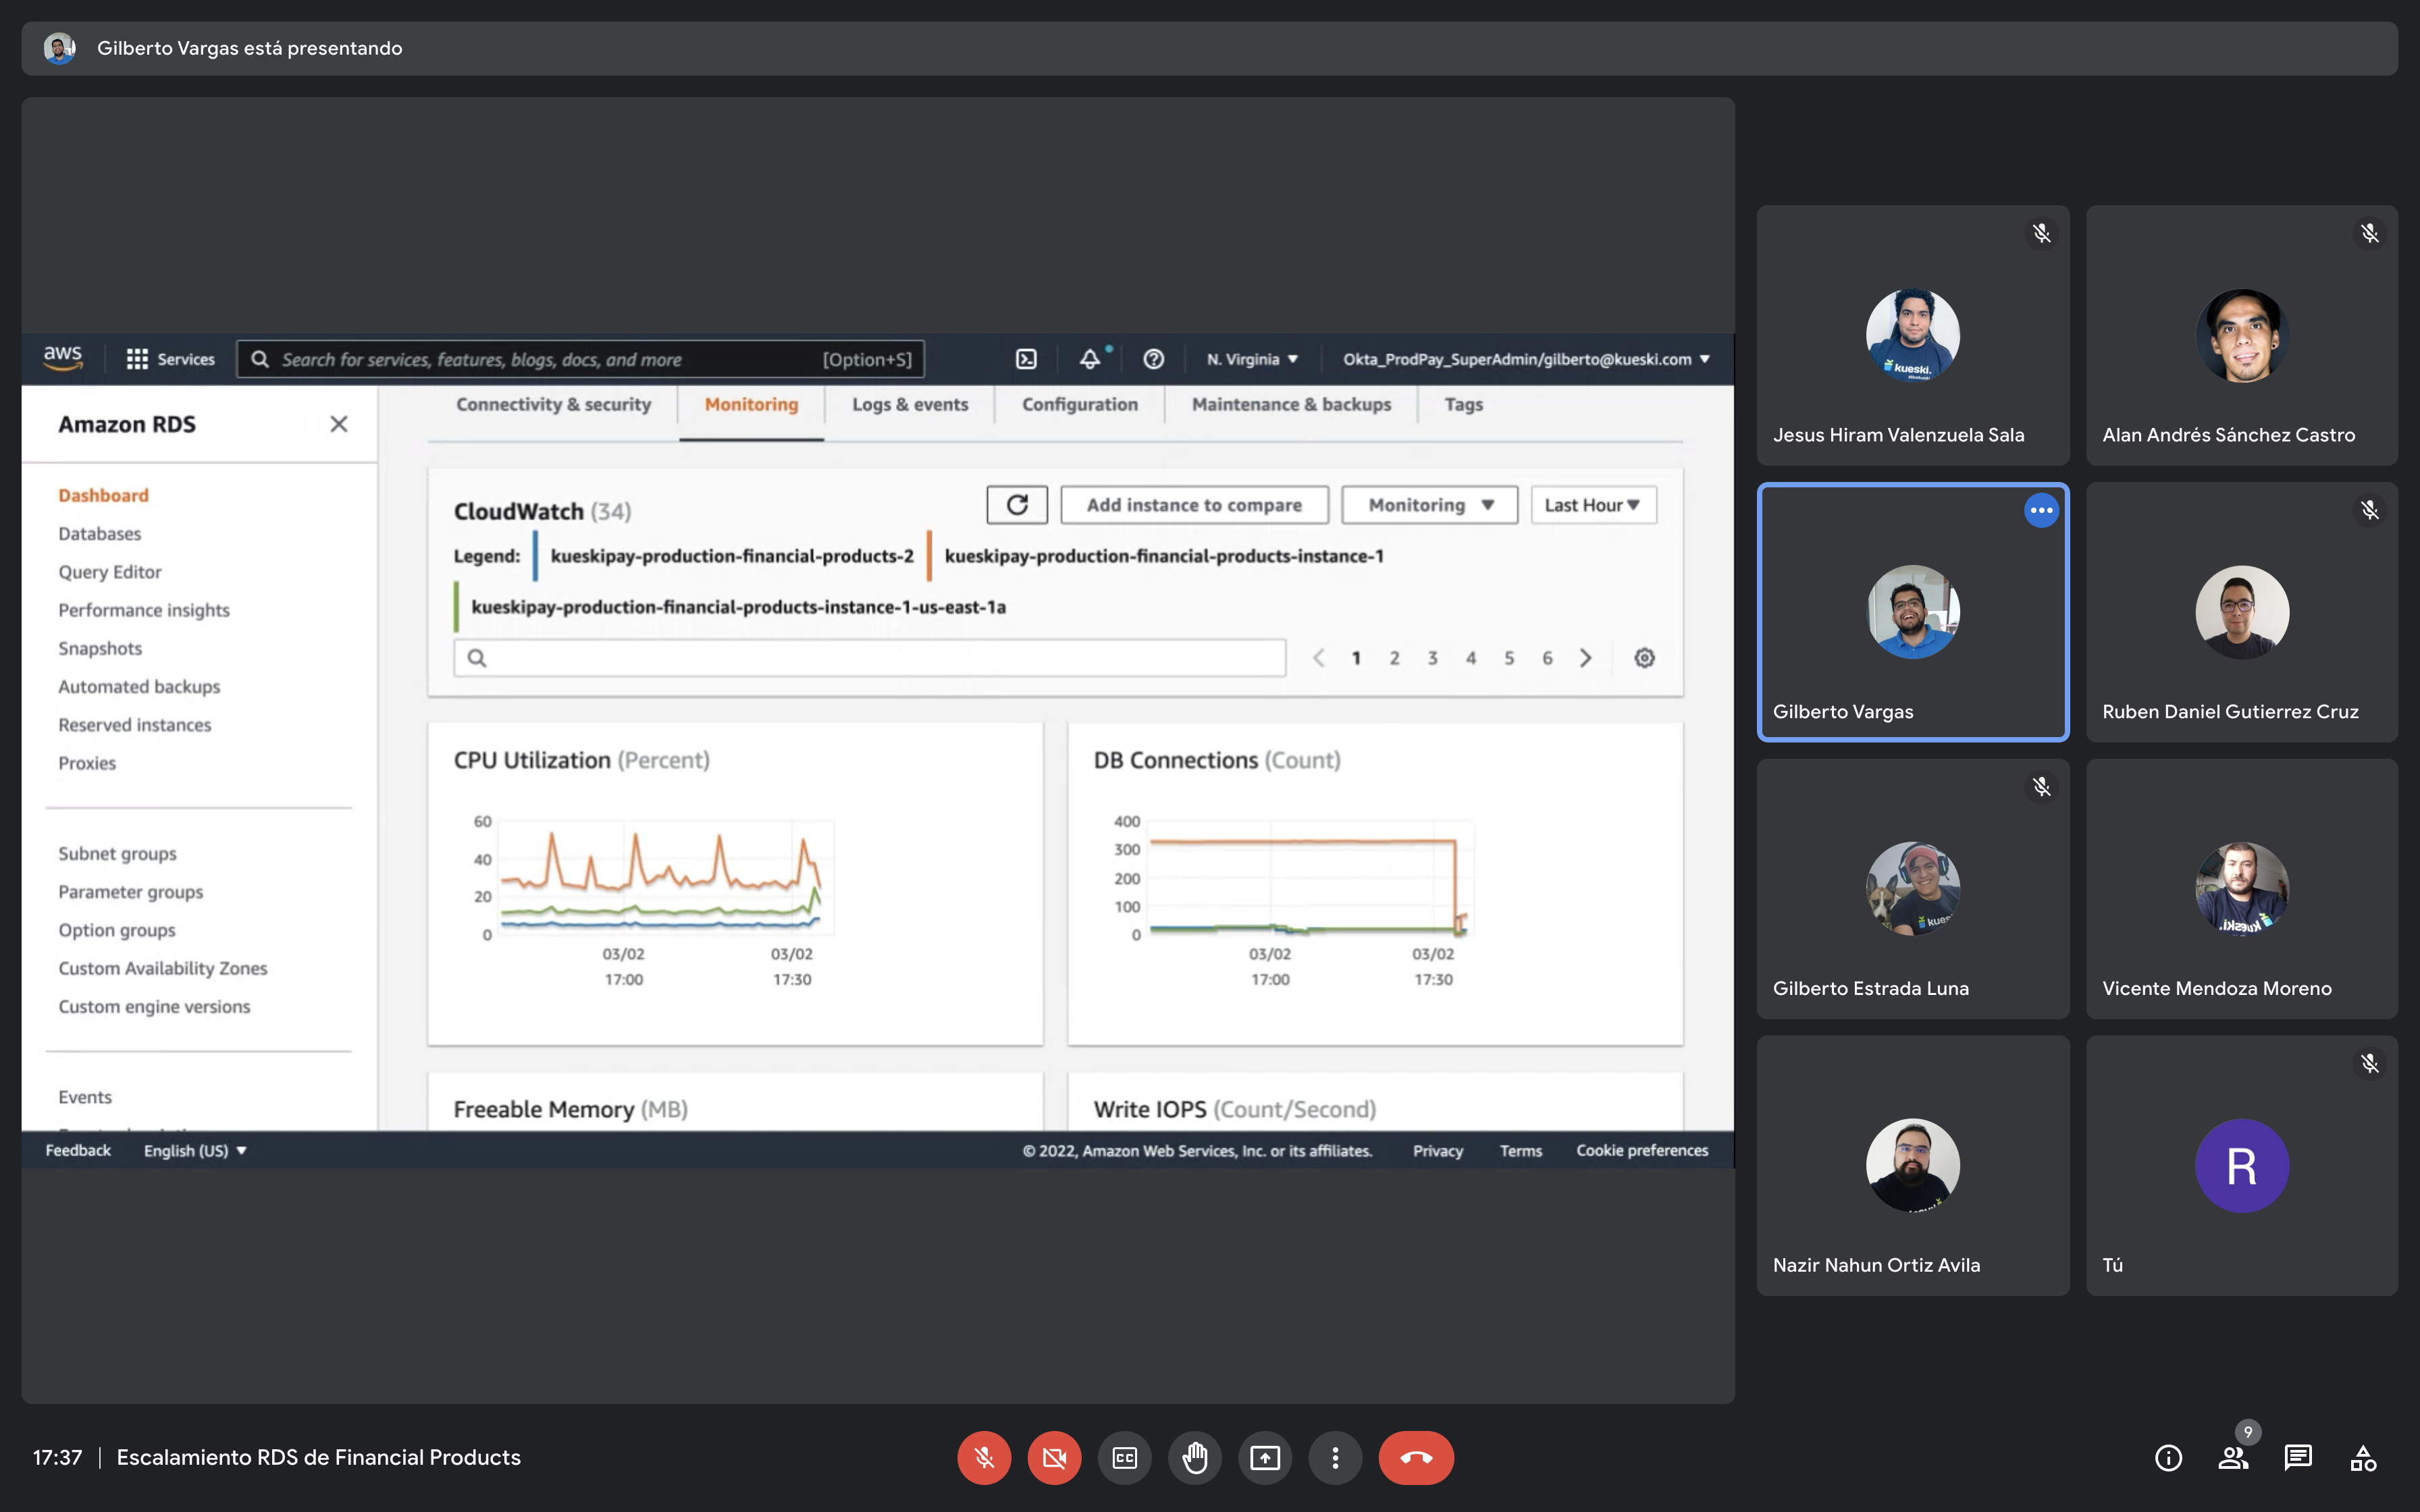 Gilberto Vargas está presentando
aws
Services
Search for services, features, blogs, docs, and more
[Option+S]
N. Virginia
Okta_ProdPay_SuperAdmin/gilberto@kueski.com
Amazon RDS
Dashboard
Databases
Query Editor
Performance insights
Snapshots
Automated backups
Reserved instances
Proxies
Subnet groups
Parameter groups
Option groups
Custom Availability Zones
Custom engine versions
Events
Connectivity & security
Monitoring
Logs & events
Configuration
Maintenance & backups
Tags
CloudWatch (34)
Add instance to compare
Monitoring
Last Hour
Legend:
kueskipay-production-financial-products-2
kueskipay-production-financial-products-instance-1
kueskipay-production-financial-products-instance-1-us-east-1a
1 2 3 4 5 6
CPU Utilization (Percent)
60
40
20
0
03/02 03/02
17:00 17:30
DB Connections (Count)
400
300
200
100
0
03/02 03/02
17:00 17:30
Freeable Memory (MB)
Write IOPS (Count/Second)
Feedback
English (US)
© 2022, Amazon Web Services, Inc. or its affiliates.
Privacy
Terms
Cookie preferences
kueski.
Jesus Hiram Valenzuela Sala
Alan Andrés Sánchez Castro
Gilberto Vargas
Ruben Daniel Gutierrez Cruz
Gilberto Estrada Luna
Vicente Mendoza Moreno
Nazir Nahun Ortiz Avila
R
Tú
17:37
Escalamiento RDS de Financial Products
CC
9